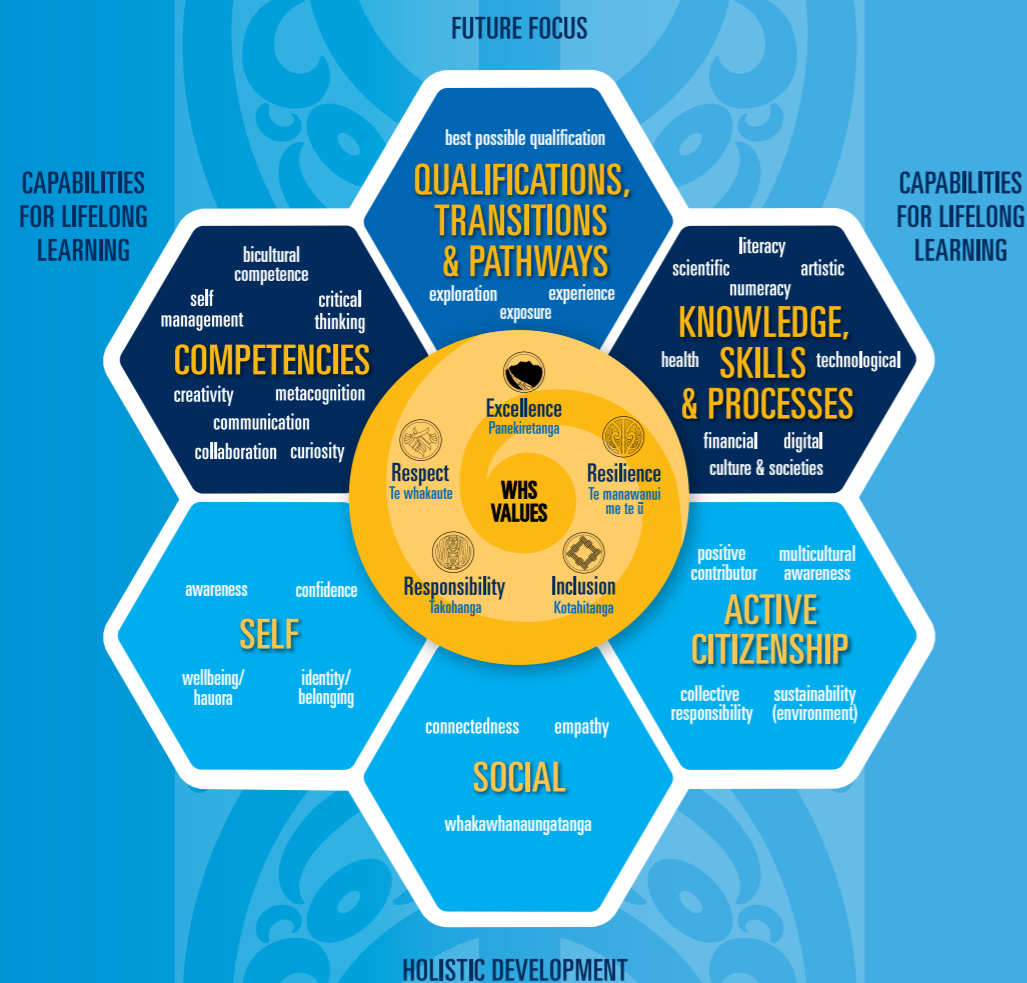 FUTURE FOCUS
CAPABILITIES
FOR LIFELONG
LEARNING
CAPABILITIES
FOR LIFELONG
LEARNING
best possible qualification
QUALIFICATIONS,
TRANSITIONS
& PATHWAYS
exploration experience
exposure
bicultural
competence
self
management
critical
thinking
COMPETENCIES
creativity metacognition
communication
collaboration curiosity
literacy
scientific artistic
numeracy
KNOWLEDGE,
health SKILLS technological
& PROCESSES
financial digital
culture & societies
Excellence
Panekiretanga
Respect
Te whakaute
Resilience
Te manawanui
me te ū
WHS
VALUES
Responsibility
Takohanga
Inclusion
Kotahitanga
awareness confidence
SELF
wellbeing/
hauora
identity/
belonging
positive
contributor
multicultural
awareness
ACTIVE
CITIZENSHIP
collective
responsibility
sustainability
(environment)
connectedness empathy
SOCIAL
whakawhanaungatanga
HOLISTIC DEVELOPMENT